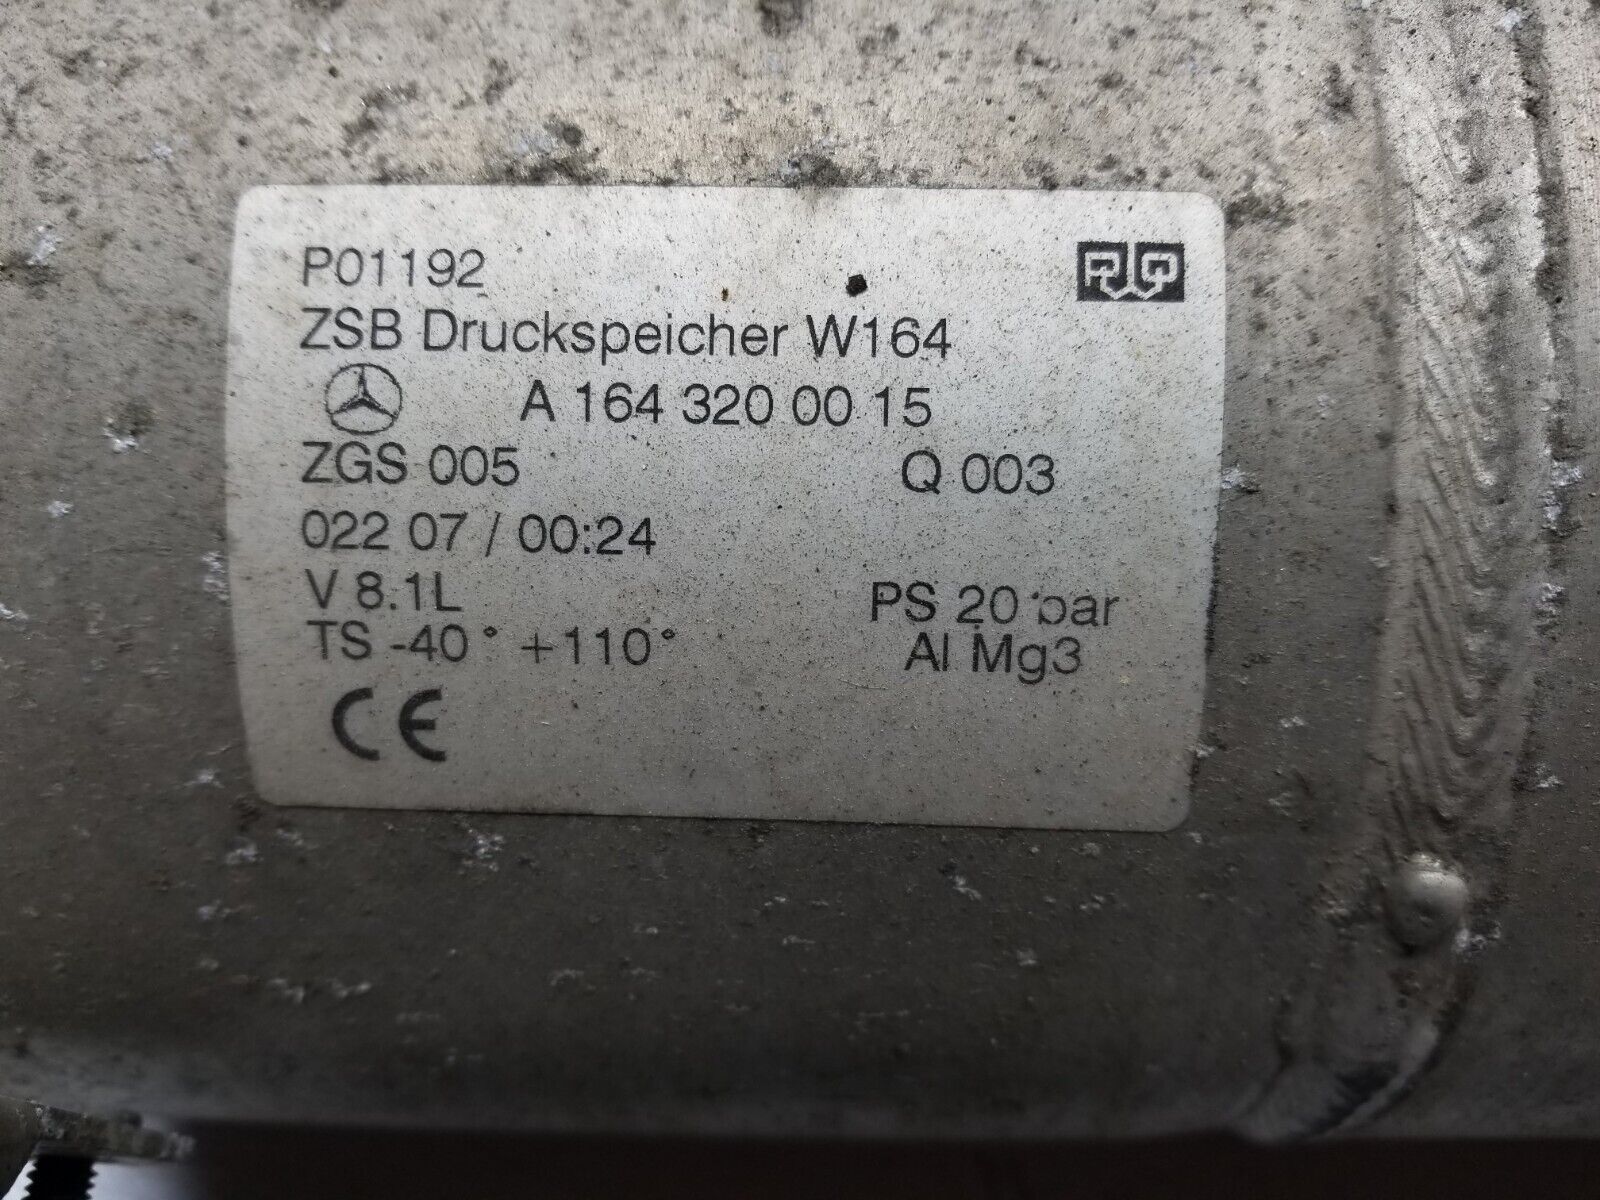 P01192
ZSB Druckspeicher W164
A 164 320 00 15
ZGS 005 Q 003
022 07 / 00:24
V 8.1L PS 20 bar
TS -40° +110° Al Mg3
CE